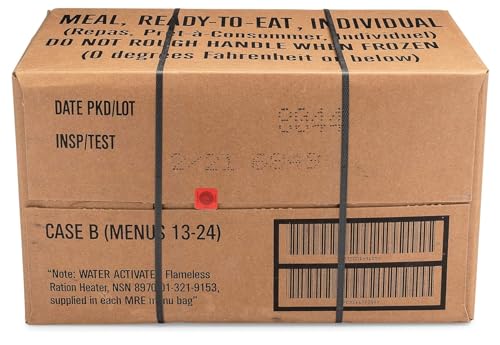 MEAL, READY-TO-EAT, INDIVIDUAL
(Repas, Prêt-à-Consommer, Individuel)
DO NOT ROUGH HANDLE WHEN FROZEN
(0 degrees Fahrenheit or below)
DATE PKD/LOT
INSP/TEST
2/21
CASE B (MENUS 13-24)
"Note: WATER ACTIVATED Flameless
Ration Heater, NSN 8970-01-321-9153,
supplied in each MRE menu bag"